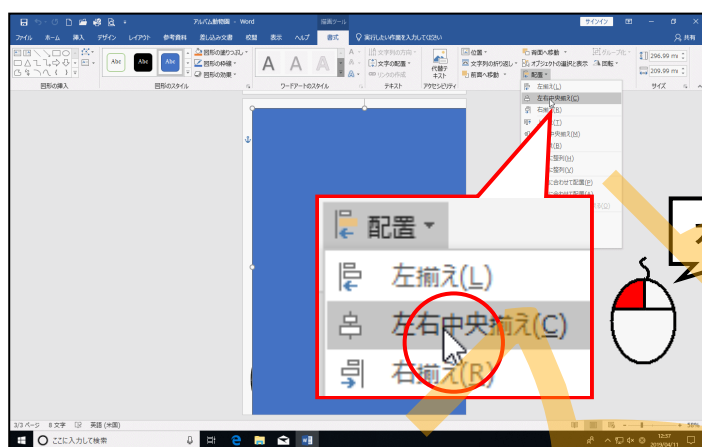 アルバム動物園 - Word
描画ツール
サインイン
ファイル ホーム 挿入 デザイン レイアウト 参考資料 差し込み文書 校閲 表示 ヘルプ 書式 実行したい作業を入力してください 共有
図形の塗りつぶし
図形の枠線
図形の効果
Abc Abc Abc
A A A
文字列の方向
文字の配置
リンクの作成
代替テキスト
位置
文字列の折り返し
前面へ移動
背面へ移動
オブジェクトの選択と表示
配置
グループ化
回転
296.99 mm
209.99 mm
図形の挿入 図形のスタイル ワードアートのスタイル テキスト アクセシビリティ サイズ
左揃え(L)
左右中央揃え(C)
右揃え(R)
配置
左揃え(L)
左右中央揃え(C)
右揃え(R)
3/3 ページ 8 文字 英語 (米国)
50%
ここに入力して検索
12:37
2019/04/11